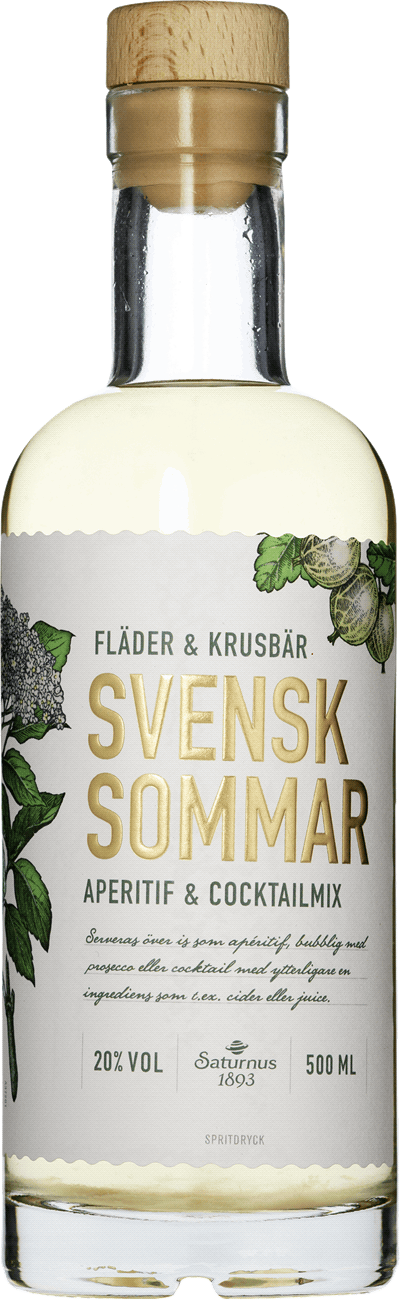 FLÄDER & KRUSBÄR
SVENSK
SOMMAR
APERITIF & COCKTAILMIX
Serveras över is som apéritif, bubblig med
prosecco eller cocktail med ytterligare en
ingrediens som t.ex. cider eller juice.
20% VOL
Saturnus
1893
500 ML
SPRITDRYCK